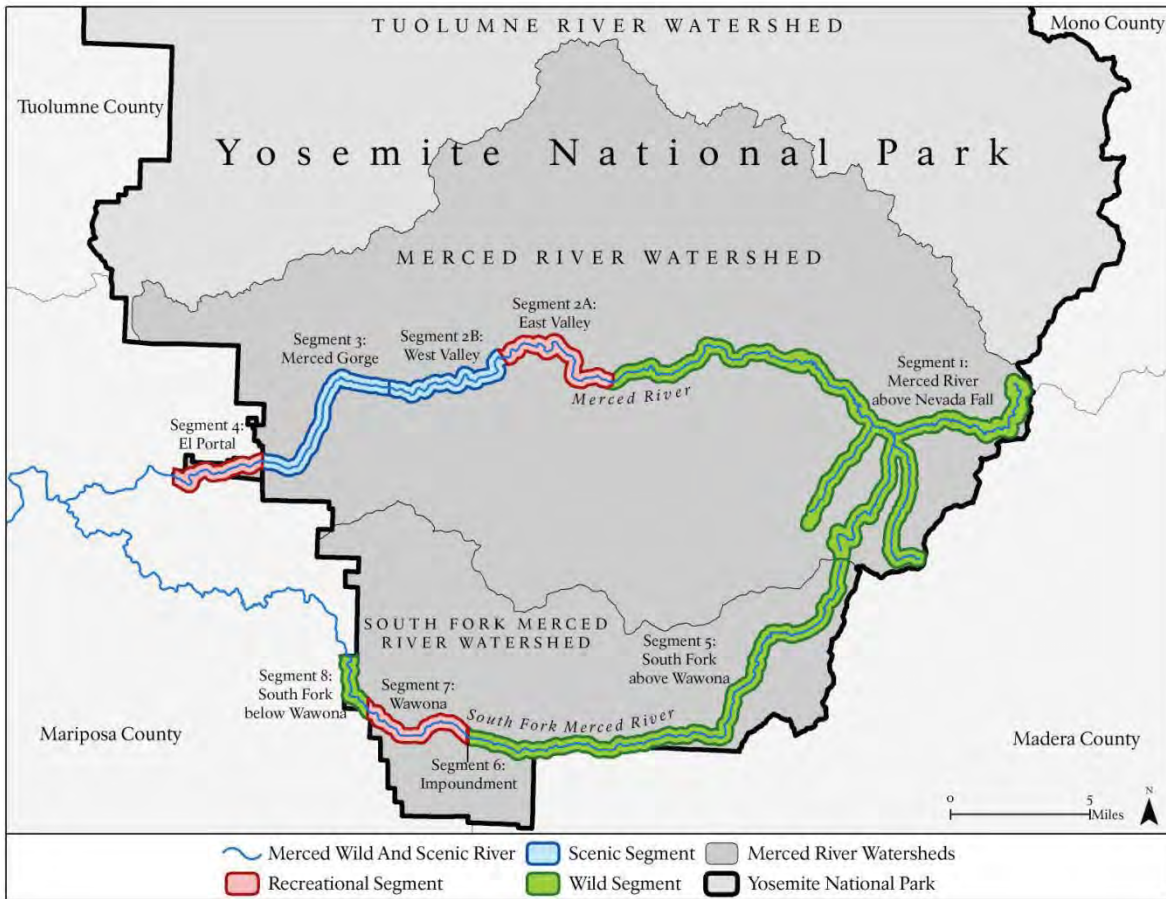 TUOLUMNE RIVER WATERSHED
Mono County
Tuolumne County
Yosemite National Park
MERCED RIVER WATERSHED
Segment 2A:
East Valley
Segment 2B:
West Valley
Segment 3:
Merced Gorge
Segment 1:
Merced River
above Nevada Fall
Merced River
Segment 4:
El Portal
SOUTH FORK MERCED
RIVER WATERSHED
Segment 5:
South Fork
above Wawona
Segment 8:
South Fork
below Wawona
Segment 7:
Wawona
South Fork Merced River
Segment 6:
Impoundment
Mariposa County
Madera County
0 5
Miles
N
Merced Wild And Scenic River
Scenic Segment
Merced River Watersheds
Recreational Segment
Wild Segment
Yosemite National Park